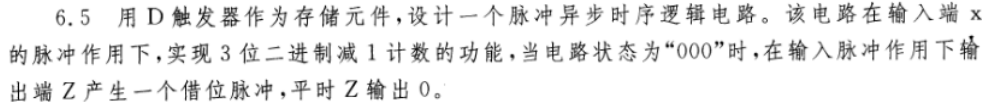 6.5 用 D 触发器作为存储元件,设计一个脉冲异步时序逻辑电路。该电路在输入端 x
的脉冲作用下,实现 3 位二进制减 1 计数的功能,当电路状态为“000”时,在输入脉冲作用下输
出端 Z 产生一个借位脉冲,平时 Z 输出 0。